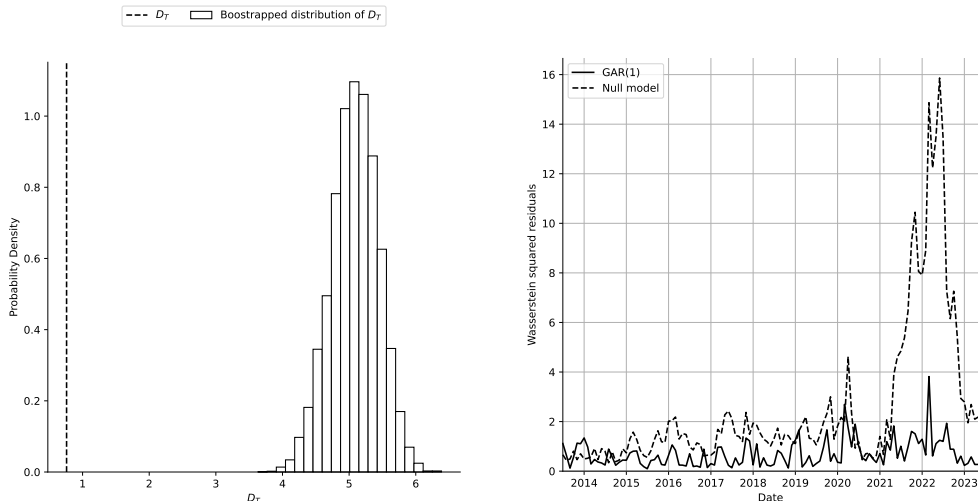 D_T
Boostrapped distribution of D_T
Probability Density
1.0
0.8
0.6
0.4
0.2
0.0
1 2 3 4 5 6
D_T
GAR(1)
Null model
Wasserstein squared residuals
16
14
12
10
8
6
4
2
0
2014 2015 2016 2017 2018 2019 2020 2021 2022 2023
Date